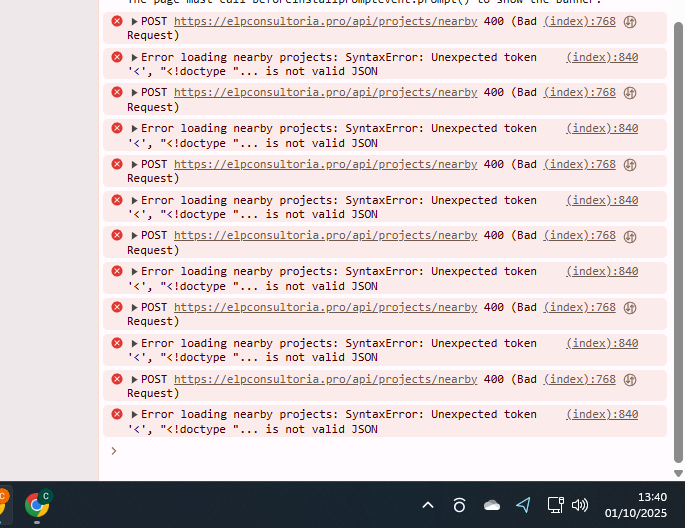 The page must call beforeinstallpromptevent.prompt() to show the banner.
POST https://elpconsultoria.pro/api/projects/nearby 400 (Bad (index):768
Request)
Error loading nearby projects: SyntaxError: Unexpected token (index):840
'<', "<!doctype "... is not valid JSON
POST https://elpconsultoria.pro/api/projects/nearby 400 (Bad (index):768
Request)
Error loading nearby projects: SyntaxError: Unexpected token (index):840
'<', "<!doctype "... is not valid JSON
POST https://elpconsultoria.pro/api/projects/nearby 400 (Bad (index):768
Request)
Error loading nearby projects: SyntaxError: Unexpected token (index):840
'<', "<!doctype "... is not valid JSON
POST https://elpconsultoria.pro/api/projects/nearby 400 (Bad (index):768
Request)
Error loading nearby projects: SyntaxError: Unexpected token (index):840
'<', "<!doctype "... is not valid JSON
POST https://elpconsultoria.pro/api/projects/nearby 400 (Bad (index):768
Request)
Error loading nearby projects: SyntaxError: Unexpected token (index):840
'<', "<!doctype "... is not valid JSON
POST https://elpconsultoria.pro/api/projects/nearby 400 (Bad (index):768
Request)
Error loading nearby projects: SyntaxError: Unexpected token (index):840
'<', "<!doctype "... is not valid JSON
C
C
13:40
01/10/2025